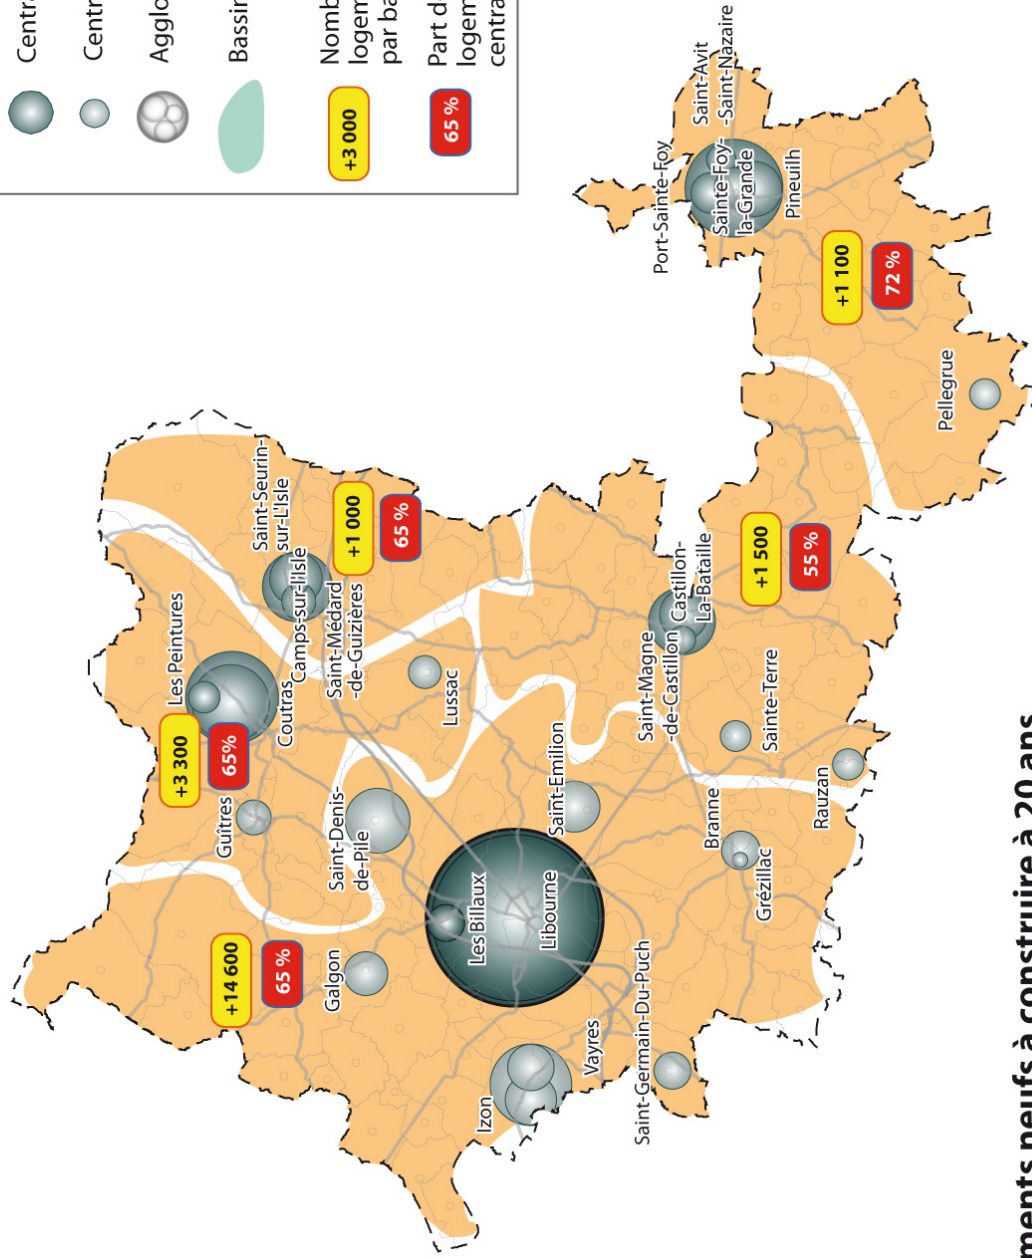 Centra
Centr
Agglo
Bassin
+3 000
Nomb
logem
par ba
65 %
Part d
logem
centra
Les Peintures
+3 300
65%
Guîtres
Coutras
+14 600
65 %
Saint-Seurin-
sur-L'Isle
Camps-sur-l'Isle
Saint-Médard
-de-Guizières
+1 000
65 %
Galgon
Saint-Denis-
de-Pile
Lussac
Les Billaux
Libourne
Izon
Vayres
Saint-Emilion
Saint-Germain-Du-Puch
Saint-Magne
-de-Castillon
Castillon-
La-Bataille
Port-Sainte-Foy
Saint-Avit
-Saint-Nazaire
Sainte-Foy-
la-Grande
Pineuilh
Branne
Grézillac
Sainte-Terre
+1 500
55 %
Rauzan
+1 100
72 %
Pellegrue
ments neufs à construire à 20 ans